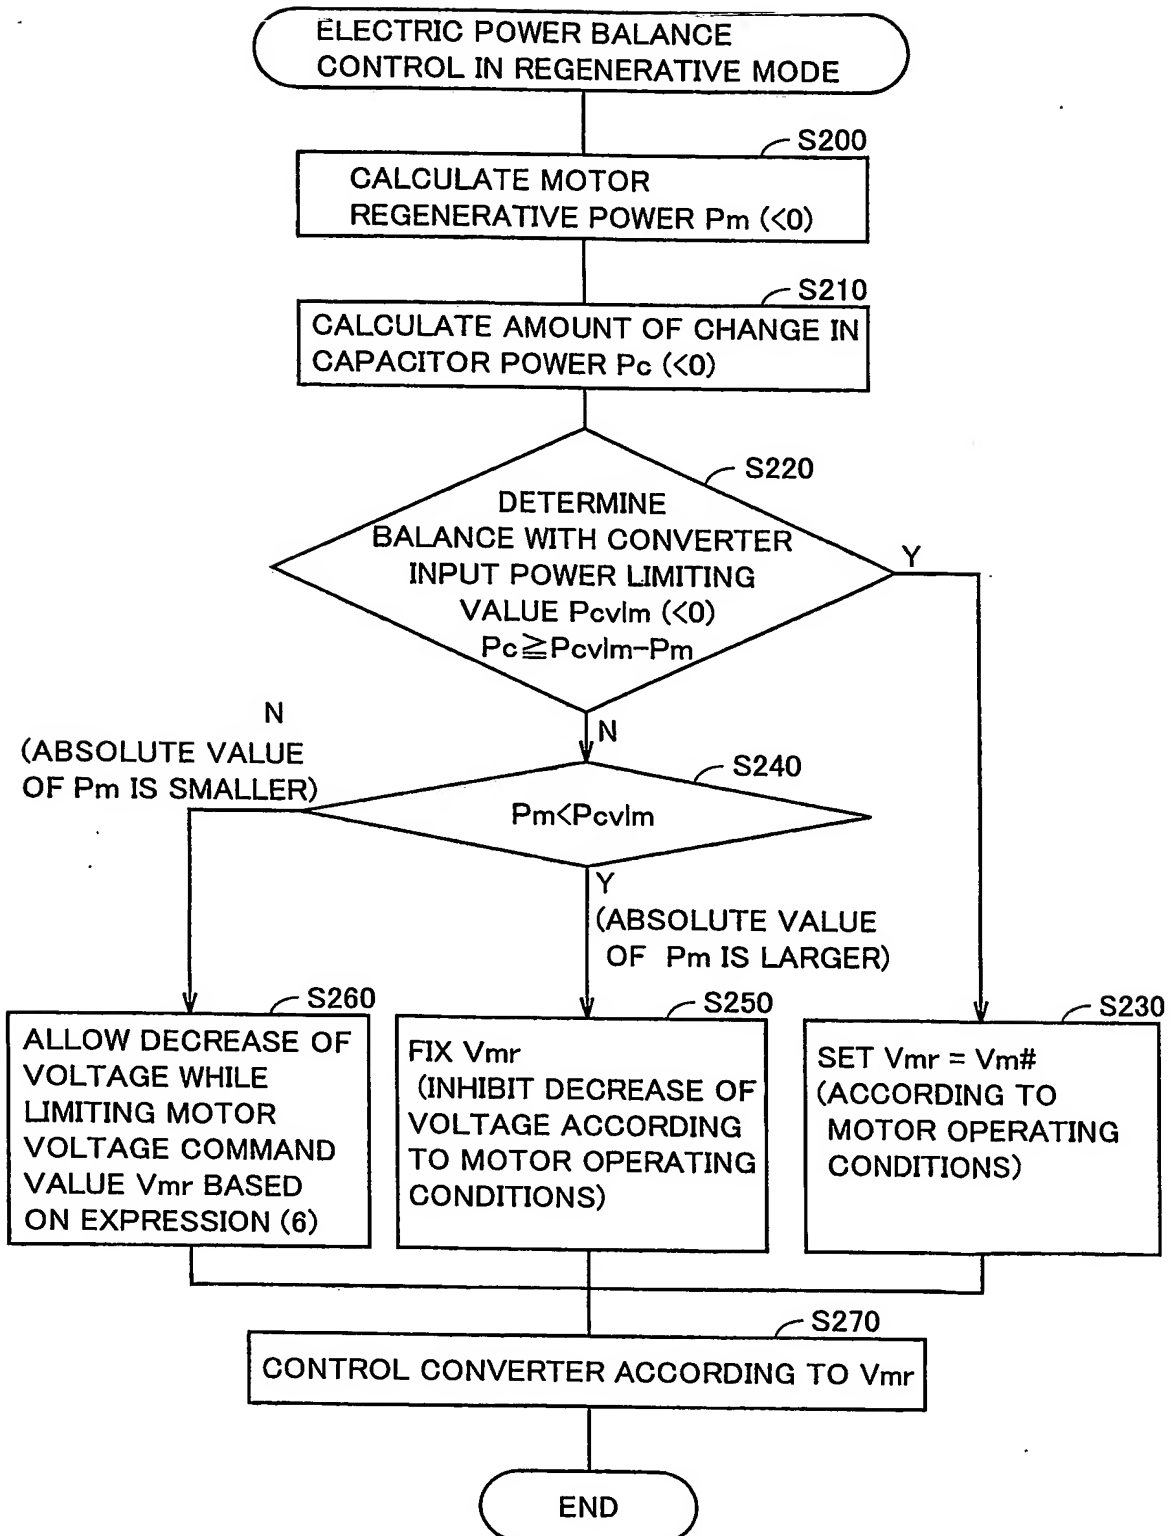 ELECTRIC POWER BALANCE
CONTROL IN REGENERATIVE MODE
S200
CALCULATE MOTOR
REGENERATIVE POWER Pm (<0)
S210
CALCULATE AMOUNT OF CHANGE IN
CAPACITOR POWER Pc (<0)
S220
DETERMINE
BALANCE WITH CONVERTER
INPUT POWER LIMITING
VALUE Pcvlm (<0)
Pc≧Pcvlm-Pm
Y
N
N
(ABSOLUTE VALUE
OF Pm IS SMALLER)
S240
Pm<Pcvlm
Y
(ABSOLUTE VALUE
OF Pm IS LARGER)
S260
ALLOW DECREASE OF
VOLTAGE WHILE
LIMITING MOTOR
VOLTAGE COMMAND
VALUE Vmr BASED
ON EXPRESSION (6)
S250
FIX Vmr
(INHIBIT DECREASE OF
VOLTAGE ACCORDING
TO MOTOR OPERATING
CONDITIONS)
S230
SET Vmr = Vm#
(ACCORDING TO
MOTOR OPERATING
CONDITIONS)
S270
CONTROL CONVERTER ACCORDING TO Vmr
END